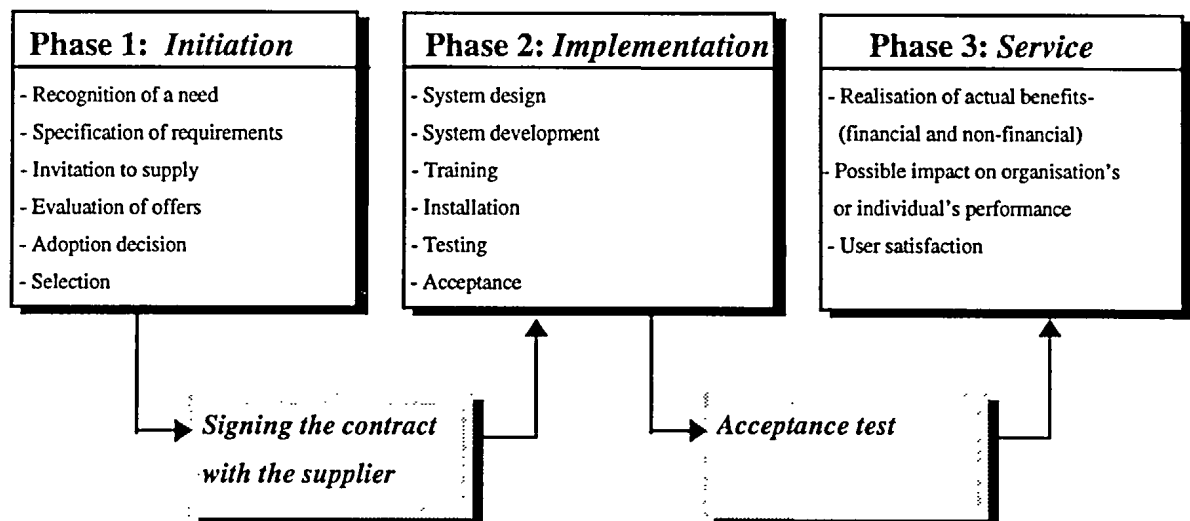 Phase 1: Initiation
- Recognition of a need
- Specification of requirements
- Invitation to supply
- Evaluation of offers
- Adoption decision
- Selection
Phase 2: Implementation
- System design
- System development
- Training
- Installation
- Testing
- Acceptance
Phase 3: Service
- Realisation of actual benefits-
(financial and non-financial)
- Possible impact on organisation's
or individual's performance
- User satisfaction
Signing the contract
with the supplier
Acceptance test